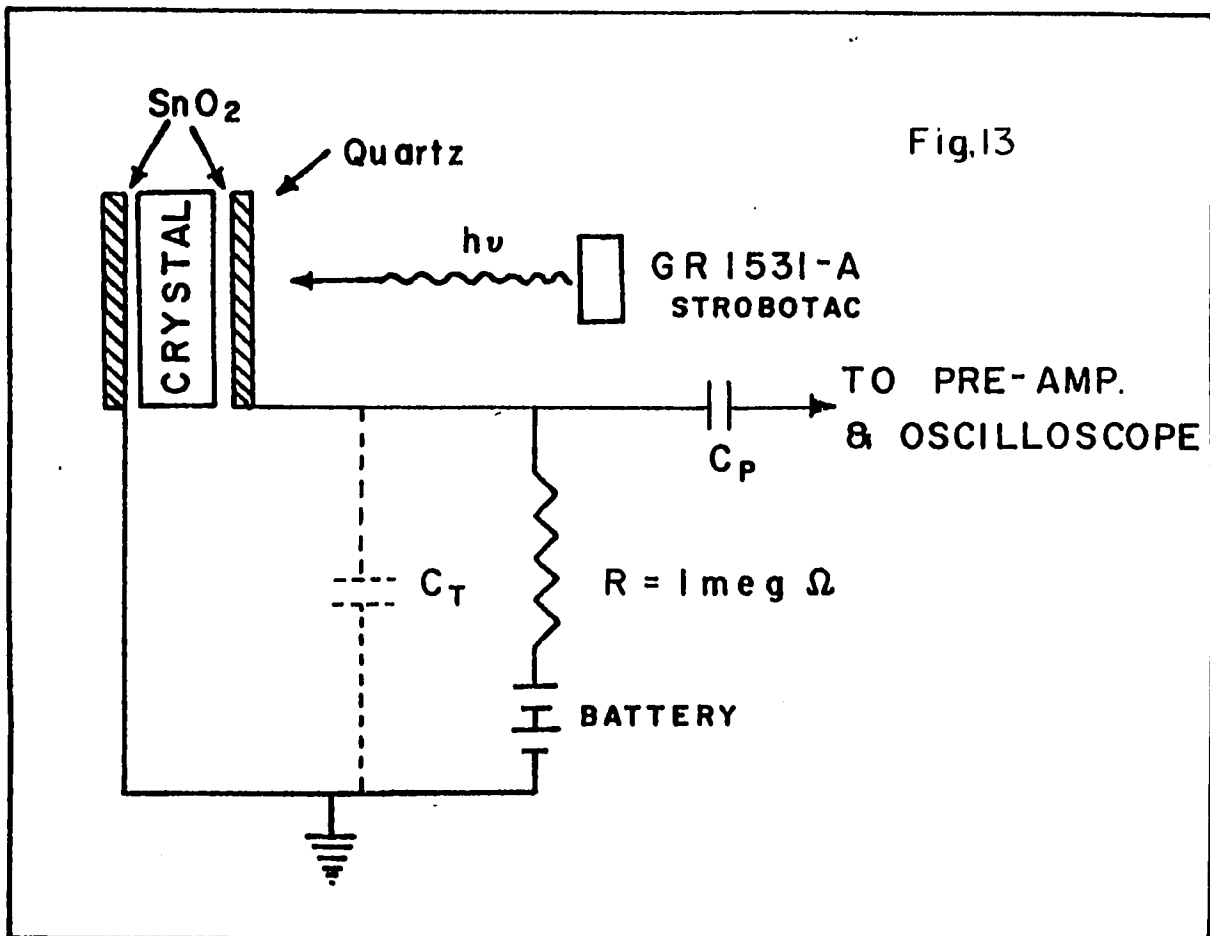 SnO2
Quartz
Fig.13
CRYSTAL
hν
GR 1531-A
STROBOTAC
TO PRE-AMP.
& OSCILLOSCOPE
CP
CT
R = 1 meg Ω
BATTERY